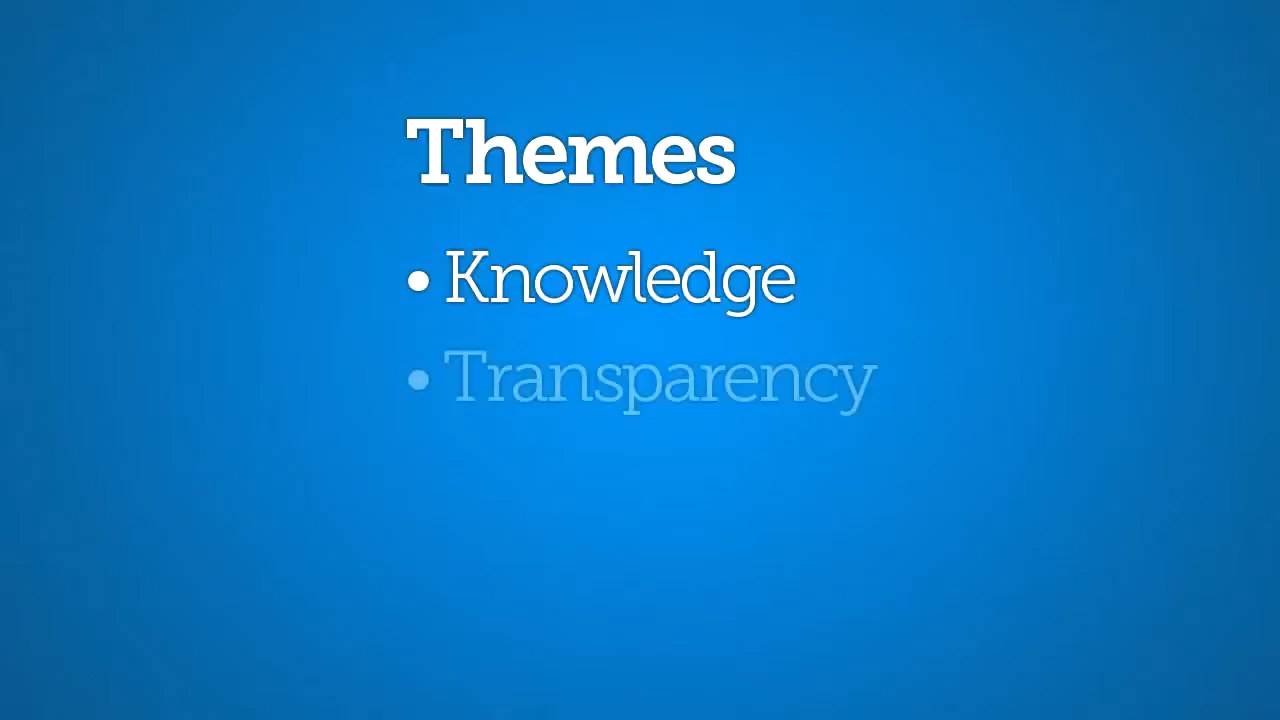 Themes
• Knowledge
• Transparency